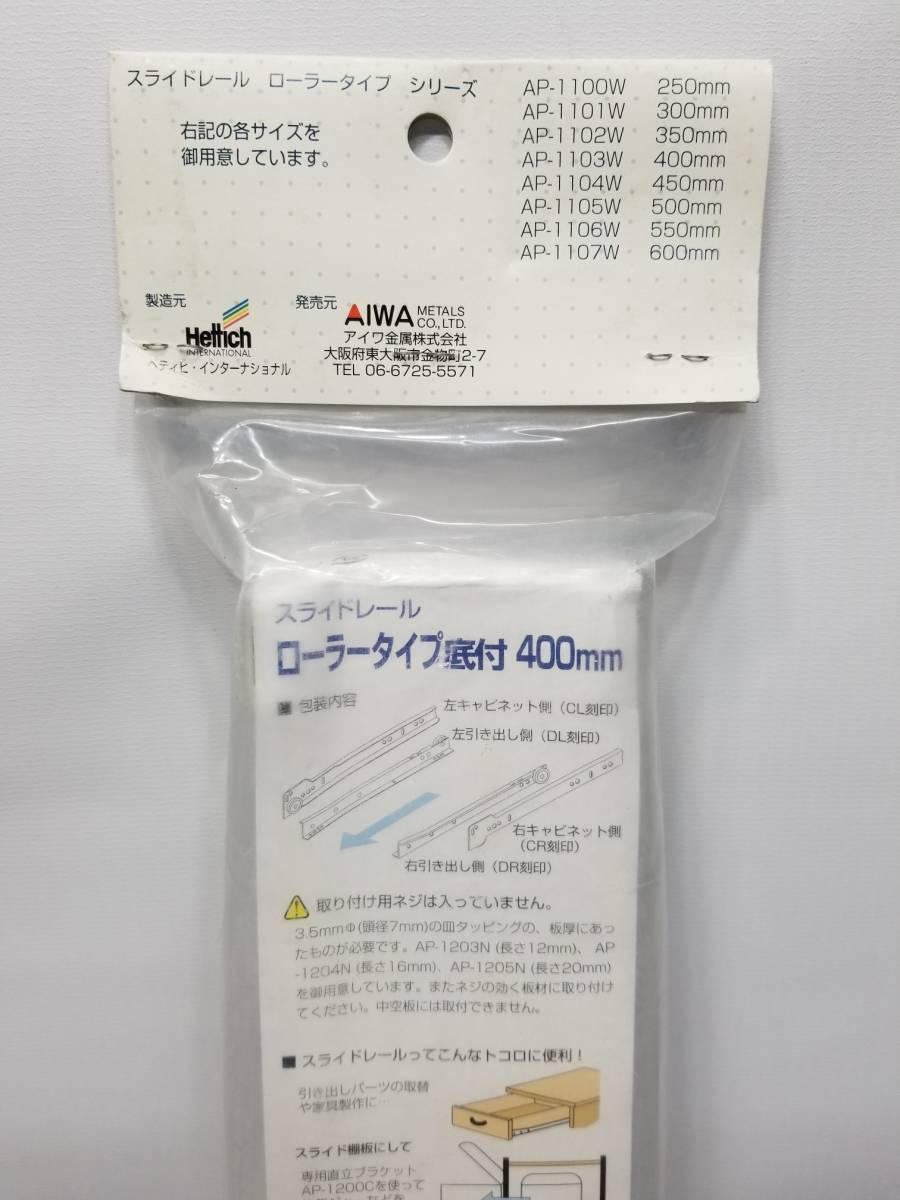 スライドレール ローラータイプ シリーズ
右記の各サイズを
御用意しています。
AP-1100W 250mm
AP-1101W 300mm
AP-1102W 350mm
AP-1103W 400mm
AP-1104W 450mm
AP-1105W 500mm
AP-1106W 550mm
AP-1107W 600mm
製造元
Hettich
INTERNATIONAL
ヘティヒ・インターナショナル
発売元
AIWA METALS CO.,LTD.
アイワ金属株式会社
大阪府東大阪市金物町2-7
TEL 06-6725-5571
スライドレール
ローラータイプ底付 400mm
■ 包装内容
左キャビネット側（CL刻印）
左引き出し側（DL刻印）
右キャビネット側
（CR刻印）
右引き出し側（DR刻印）
取り付け用ネジは入っていません。
3.5mmΦ(頭径7mm)の皿タッピングの、板厚にあっ
たものが必要です。AP-1203N (長さ12mm)、AP
-1204N (長さ16mm)、AP-1205N (長さ20mm)
を御用意しています。またネジの効く板材に取り付け
てください。中空板には取付できません。
■ スライドレールってこんなトコロに便利！
引き出しパーツの取替
や家具製作に…
スライド棚板にして
専用直立ブラケット
AP-1200Cを使って